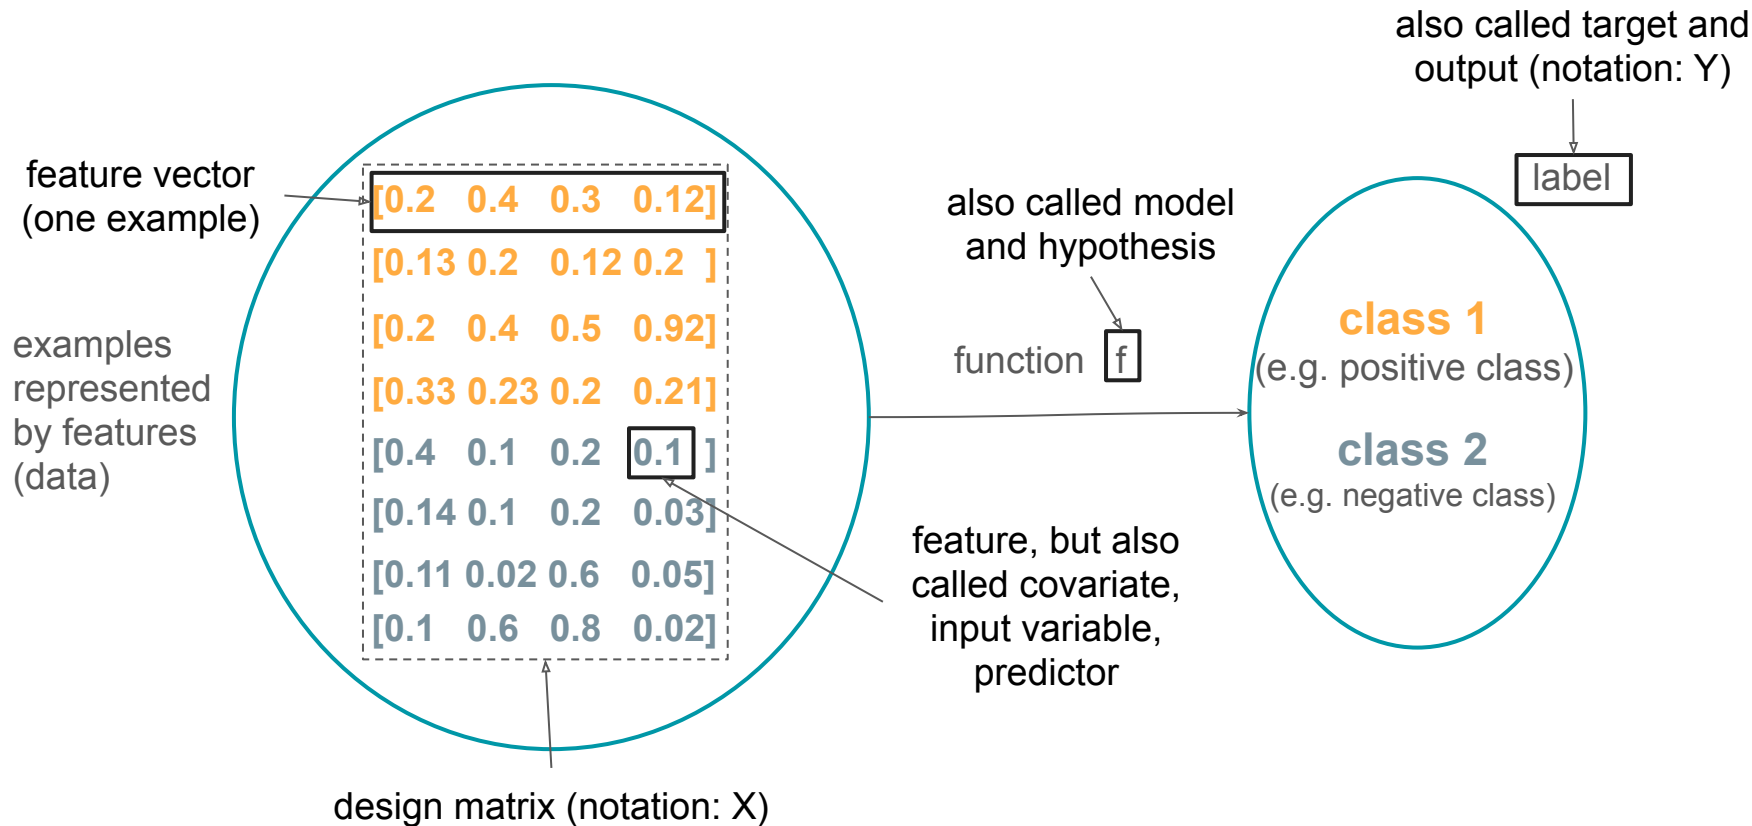 also called target and
output (notation: Y)
label
feature vector
(one example)
[0.2 0.4 0.3 0.12]
[0.13 0.2 0.12 0.2 ]
[0.2 0.4 0.5 0.92]
[0.33 0.23 0.2 0.21]
[0.4 0.1 0.2 0.1 ]
[0.14 0.1 0.2 0.03]
[0.11 0.02 0.6 0.05]
[0.1 0.6 0.8 0.02]
examples
represented
by features
(data)
also called model
and hypothesis
function f
class 1
(e.g. positive class)
class 2
(e.g. negative class)
feature, but also
called covariate,
input variable,
predictor
design matrix (notation: X)